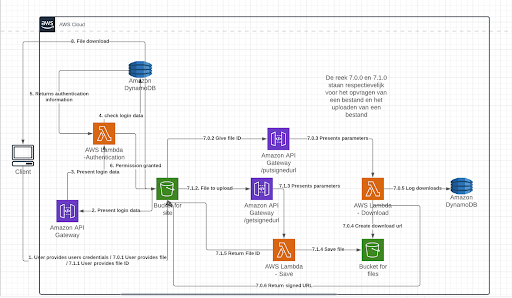 aws
AWS Cloud
8. File download
De reek 7.0.0 en 7.1.0
staan respectievelijk
voor het opvragen van
een bestand en het
uploaden van een
bestand
Amazon
DynamoDB
5. Returns authentication
information
4. check login data
AWS Lambda
-Authentication
6. Permission granted
7.0.2 Give file ID
7.0.3 Presents parameters
Amazon API
Gateway
/putsignedurl
Client
3. Present login data
7.1.2. File to upload
7.1.3 Presents parameters
7.0.5 Log downloads
Bucket for
site
Amazon API
Gateway
/getsignedurl
AWS Lambda
- Download
Amazon
DynamoDB
2. Present login data
Amazon API
Gateway
7.0.4 Create download url
7.1.5 Return File ID
7.1.4 Save file
1. User provides users credentials / 7.0.1 User provides file /
/ 7.1.1 User provides file ID
AWS Lambda
- Save
Bucket for
files
7.0.6 Return signed URL